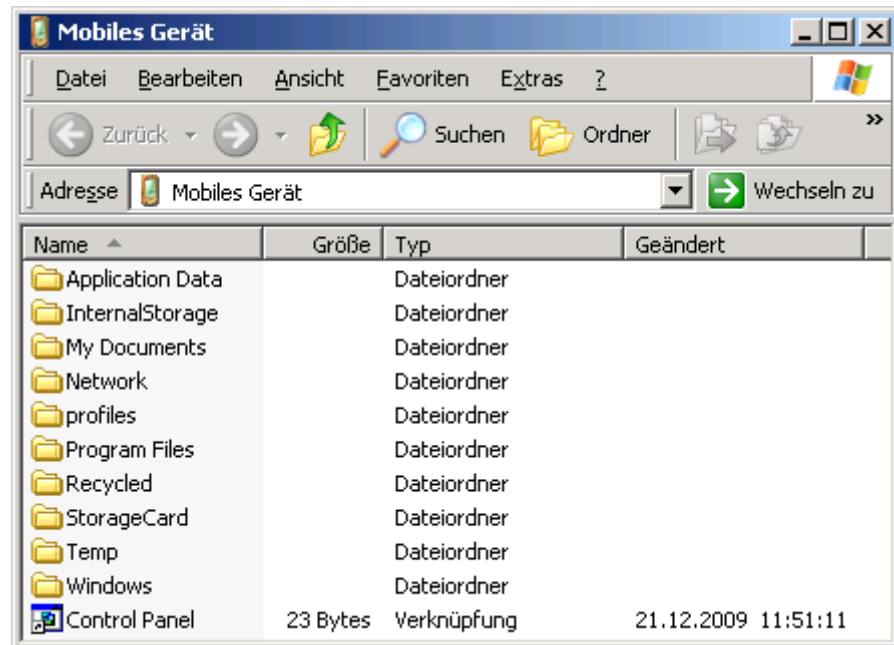 Mobiles Gerät
Datei Bearbeiten Ansicht Favoriten Extras ?
Zurück Suchen Ordner »
Adresse Mobiles Gerät Wechseln zu
Name Größe Typ Geändert
Application Data Dateiordner
InternalStorage Dateiordner
My Documents Dateiordner
Network Dateiordner
profiles Dateiordner
Program Files Dateiordner
Recycled Dateiordner
StorageCard Dateiordner
Temp Dateiordner
Windows Dateiordner
Control Panel 23 Bytes Verknüpfung 21.12.2009 11:51:11